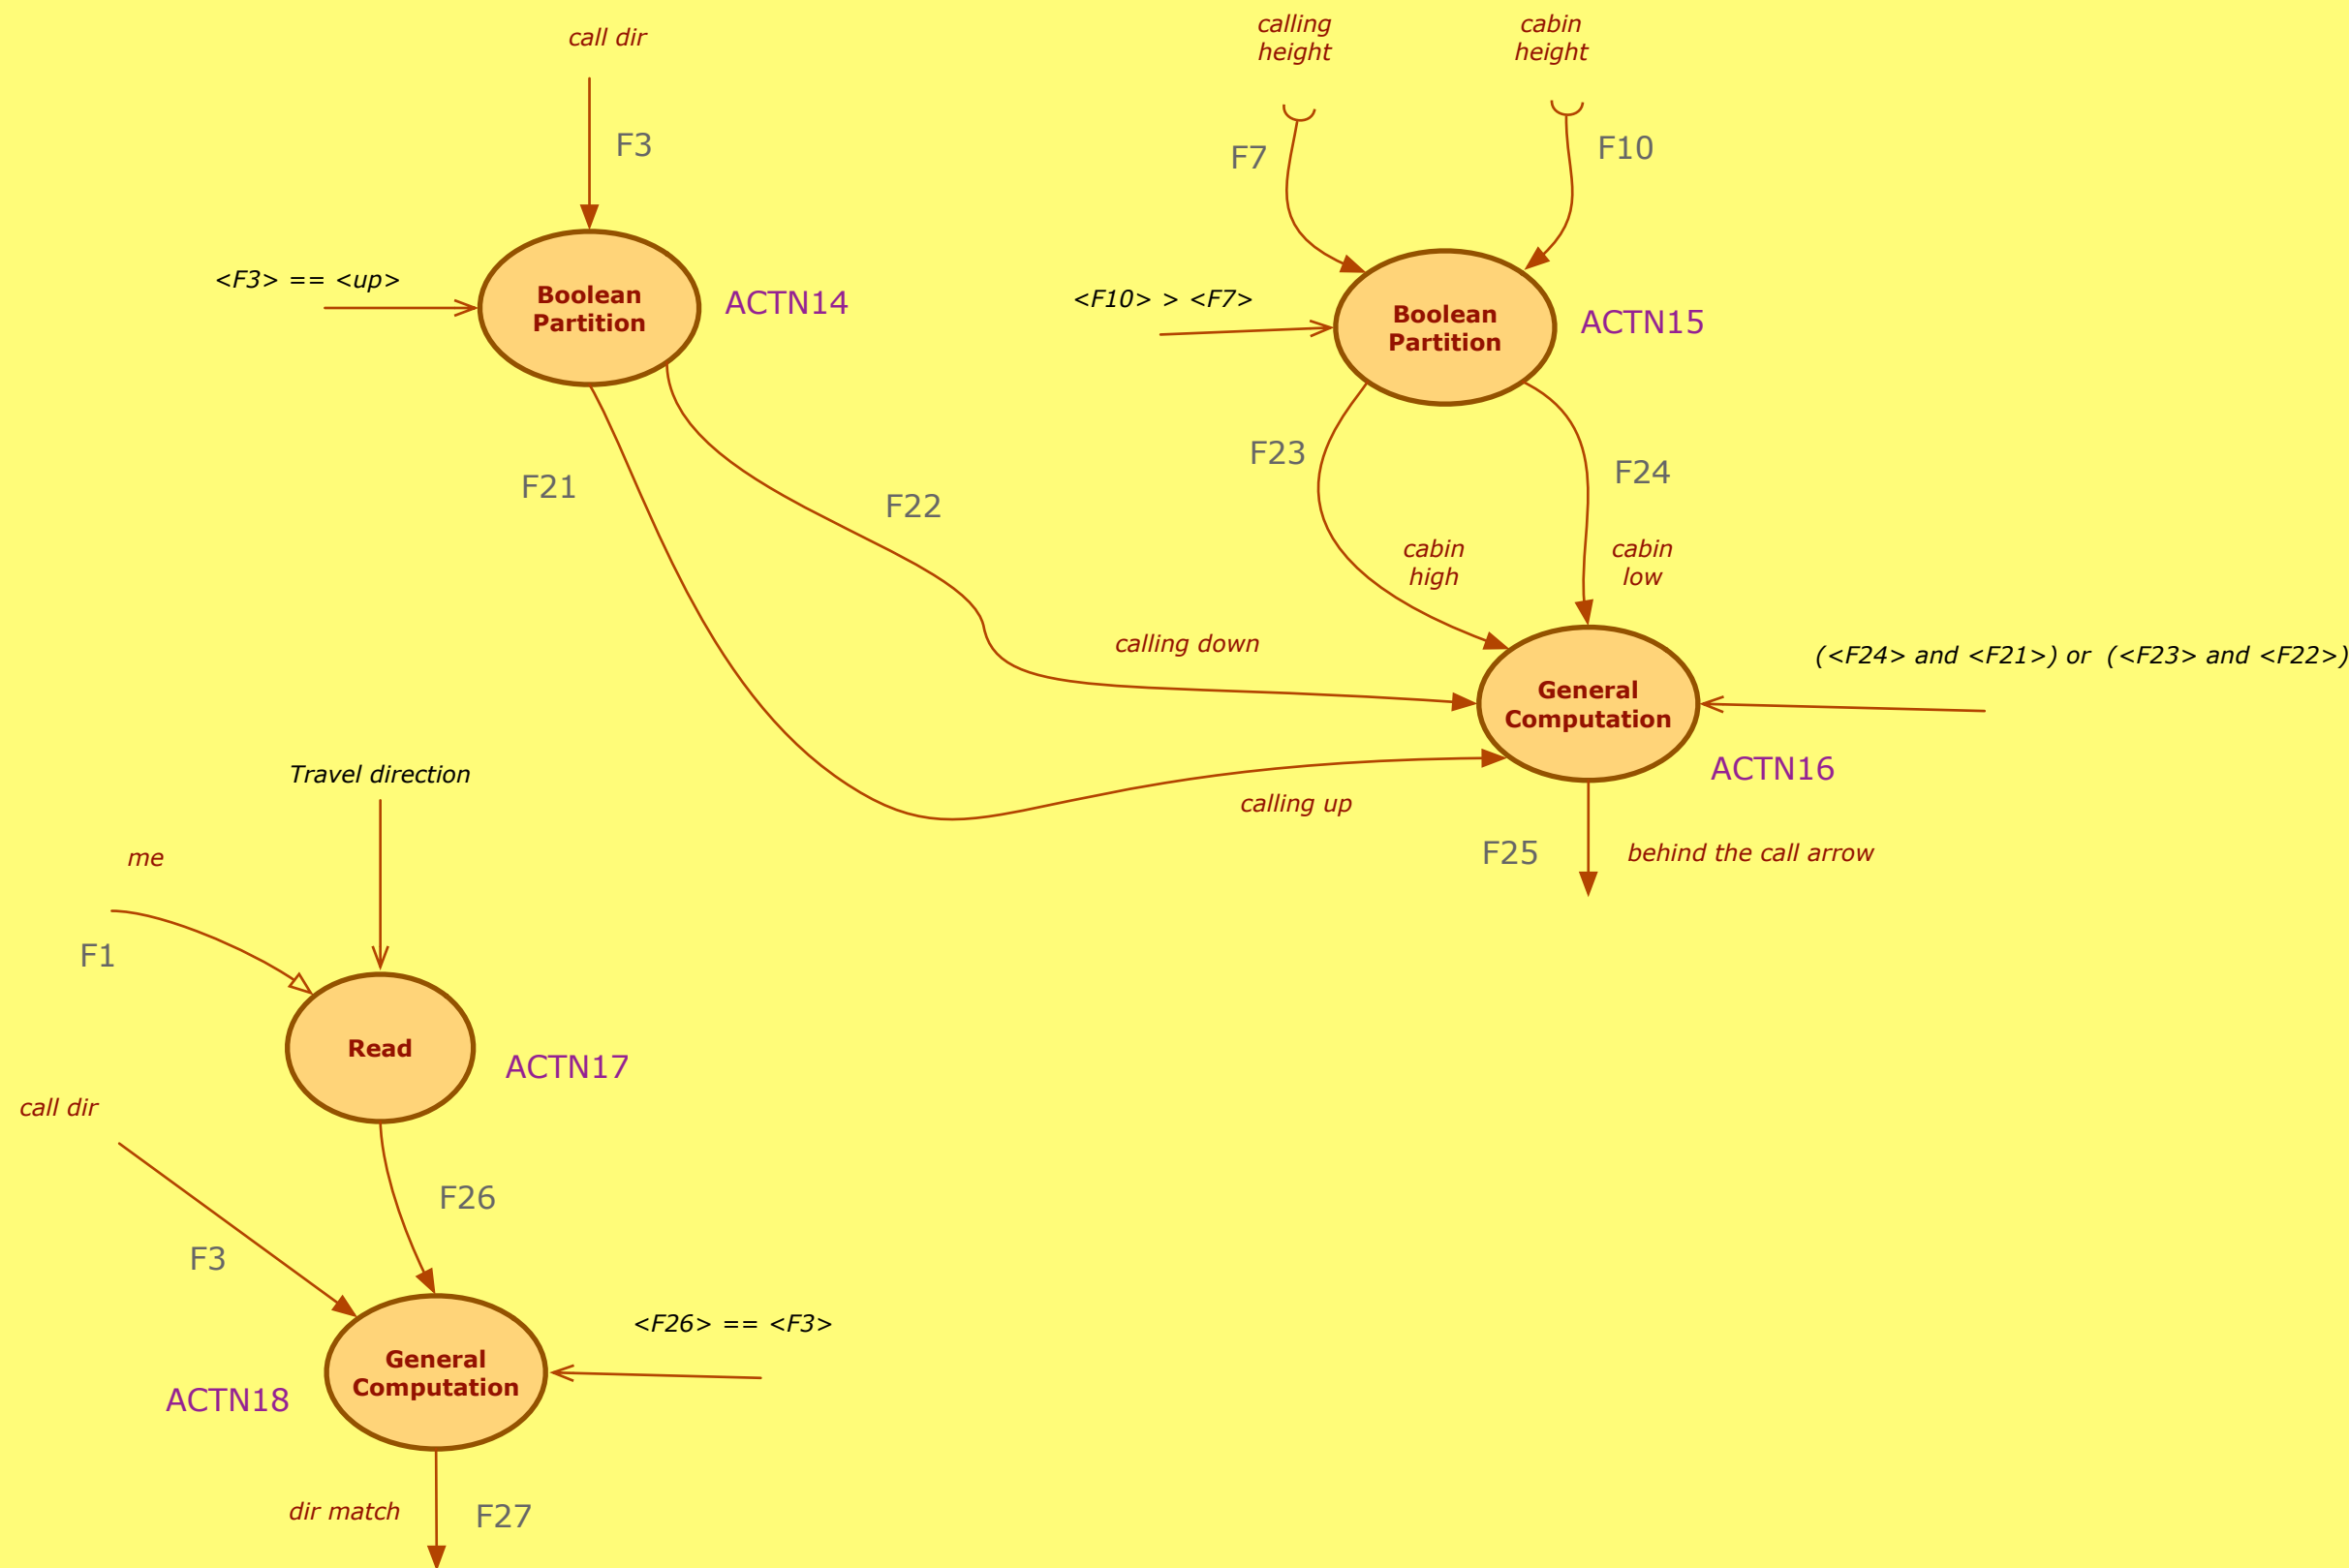 call dir
calling
height
cabin
height
F3
F7
F10
<F3> == <up>
Boolean
Partition
ACTN14
<F10> > <F7>
Boolean
Partition
ACTN15
F21
F22
F23
F24
cabin
high
cabin
low
calling down
General
Computation
(<F24> and <F21>) or  (<F23> and <F22>)
ACTN16
calling up
F25
behind the call arrow
Travel direction
me
F1
Read
ACTN17
call dir
F26
F3
<F26> == <F3>
General
Computation
ACTN18
dir match
F27